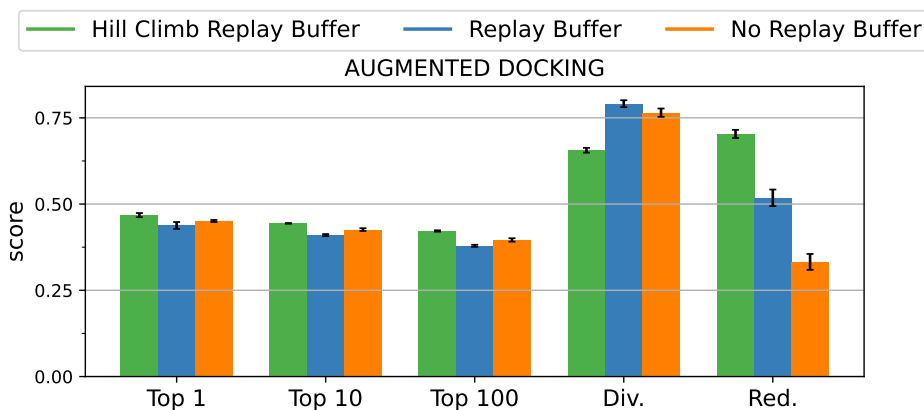 Hill Climb Replay Buffer Replay Buffer No Replay Buffer
AUGMENTED DOCKING
score
0.75
0.50
0.25
0.00
Top 1 Top 10 Top 100 Div. Red.